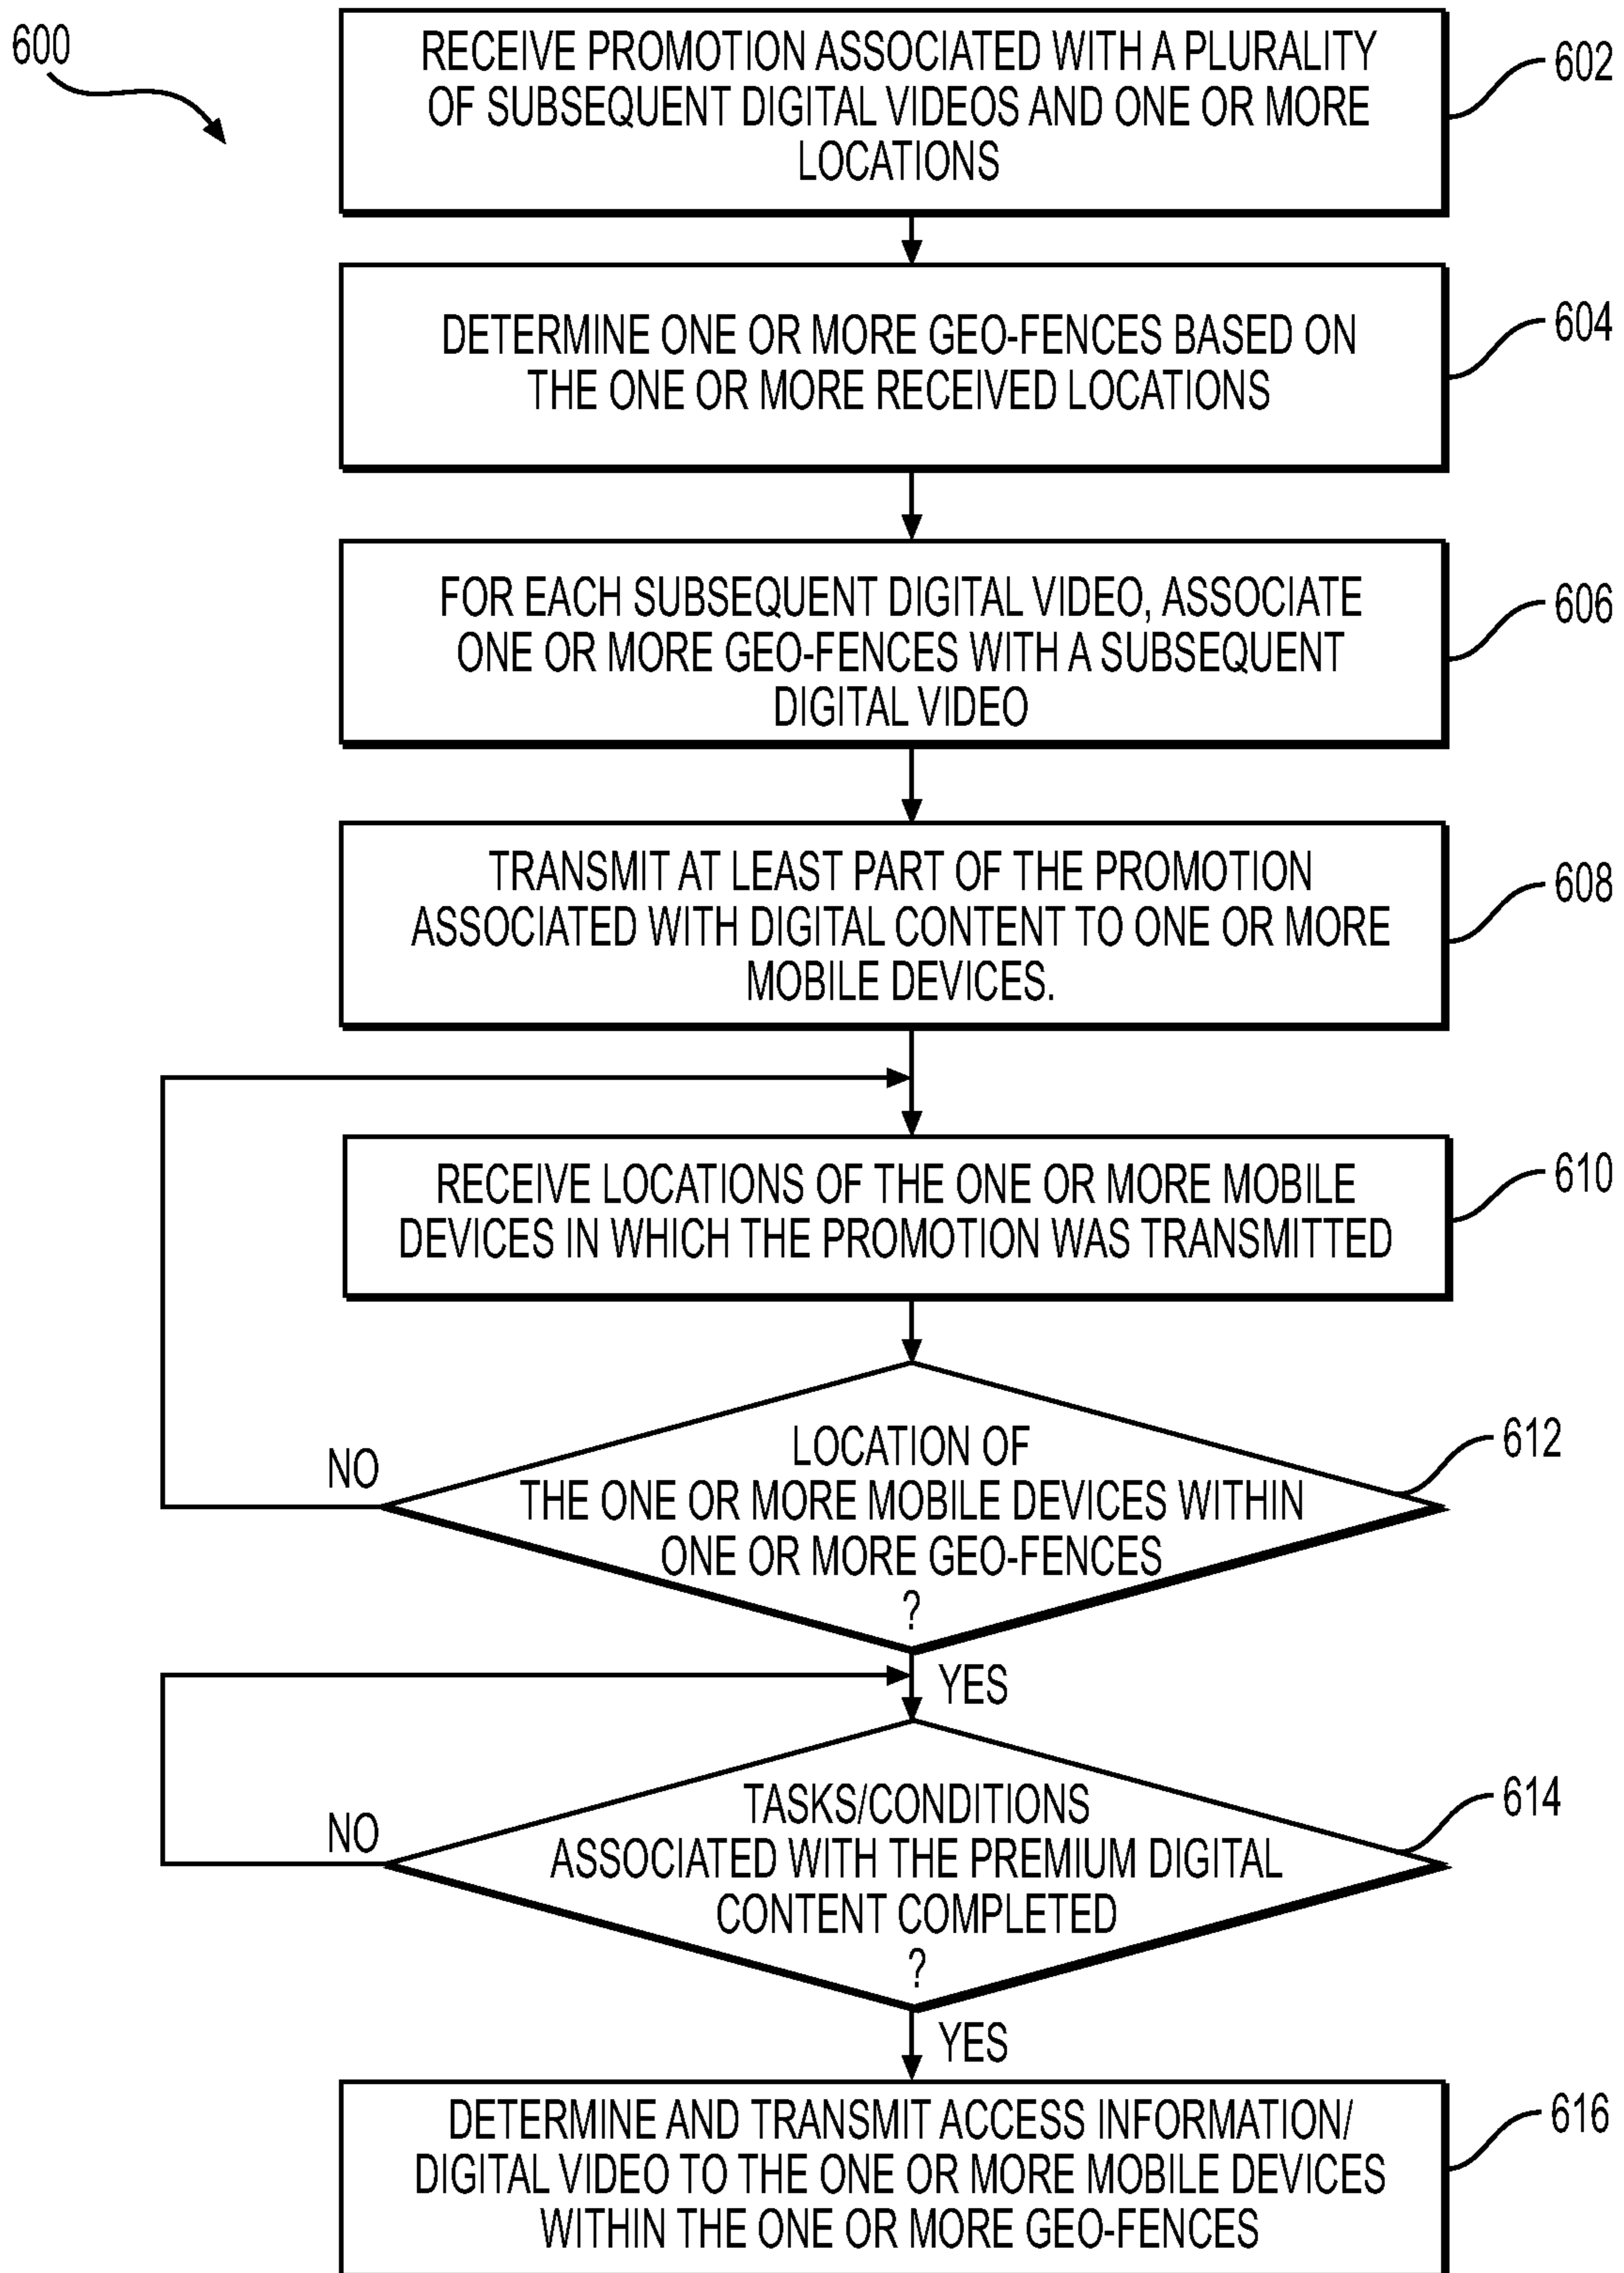 600
RECEIVE PROMOTION ASSOCIATED WITH A PLURALITY
OF SUBSEQUENT DIGITAL VIDEOS AND ONE OR MORE
LOCATIONS
602
DETERMINE ONE OR MORE GEO-FENCES BASED ON
THE ONE OR MORE RECEIVED LOCATIONS
604
FOR EACH SUBSEQUENT DIGITAL VIDEO, ASSOCIATE
ONE OR MORE GEO-FENCES WITH A SUBSEQUENT
DIGITAL VIDEO
606
TRANSMIT AT LEAST PART OF THE PROMOTION
ASSOCIATED WITH DIGITAL CONTENT TO ONE OR MORE
MOBILE DEVICES.
608
RECEIVE LOCATIONS OF THE ONE OR MORE MOBILE
DEVICES IN WHICH THE PROMOTION WAS TRANSMITTED
610
LOCATION OF
THE ONE OR MORE MOBILE DEVICES WITHIN
ONE OR MORE GEO-FENCES
?
612
NO
YES
TASKS/CONDITIONS
ASSOCIATED WITH THE PREMIUM DIGITAL
CONTENT COMPLETED
?
614
NO
YES
DETERMINE AND TRANSMIT ACCESS INFORMATION/
DIGITAL VIDEO TO THE ONE OR MORE MOBILE DEVICES
WITHIN THE ONE OR MORE GEO-FENCES
616